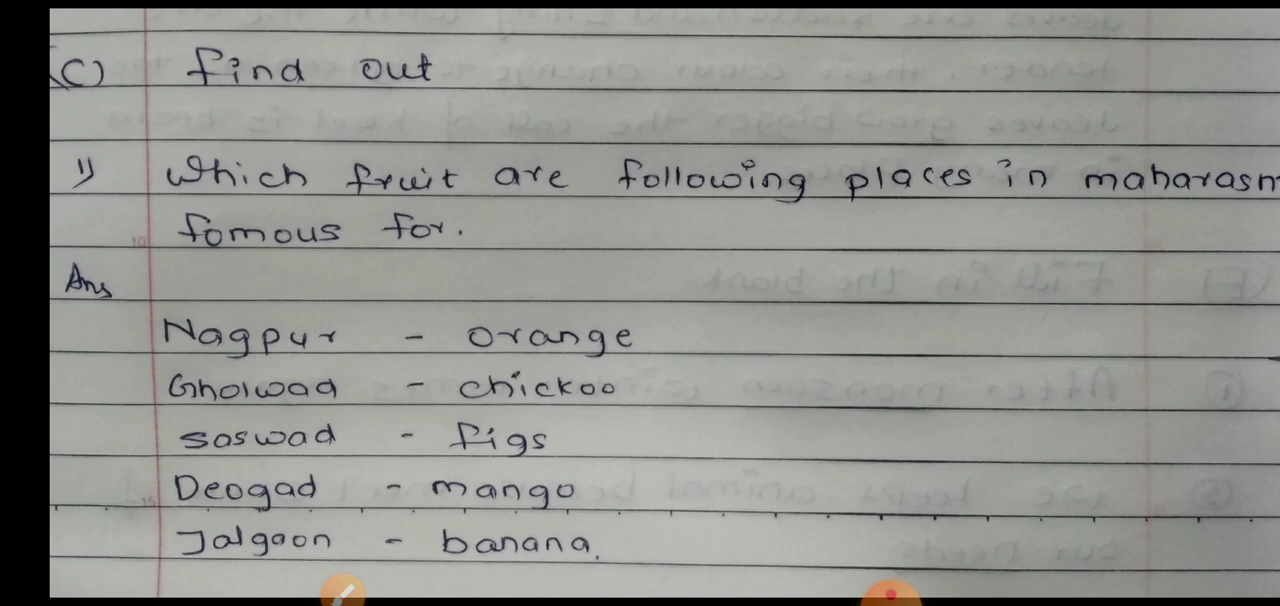 (C) Find out
1) Which fruit are following places in maharasn
fomous for.
Ans
Nagpur - orange
Gholwad - chickoo
saswad - figs
Deogad - mango
Jalgaon - banana.